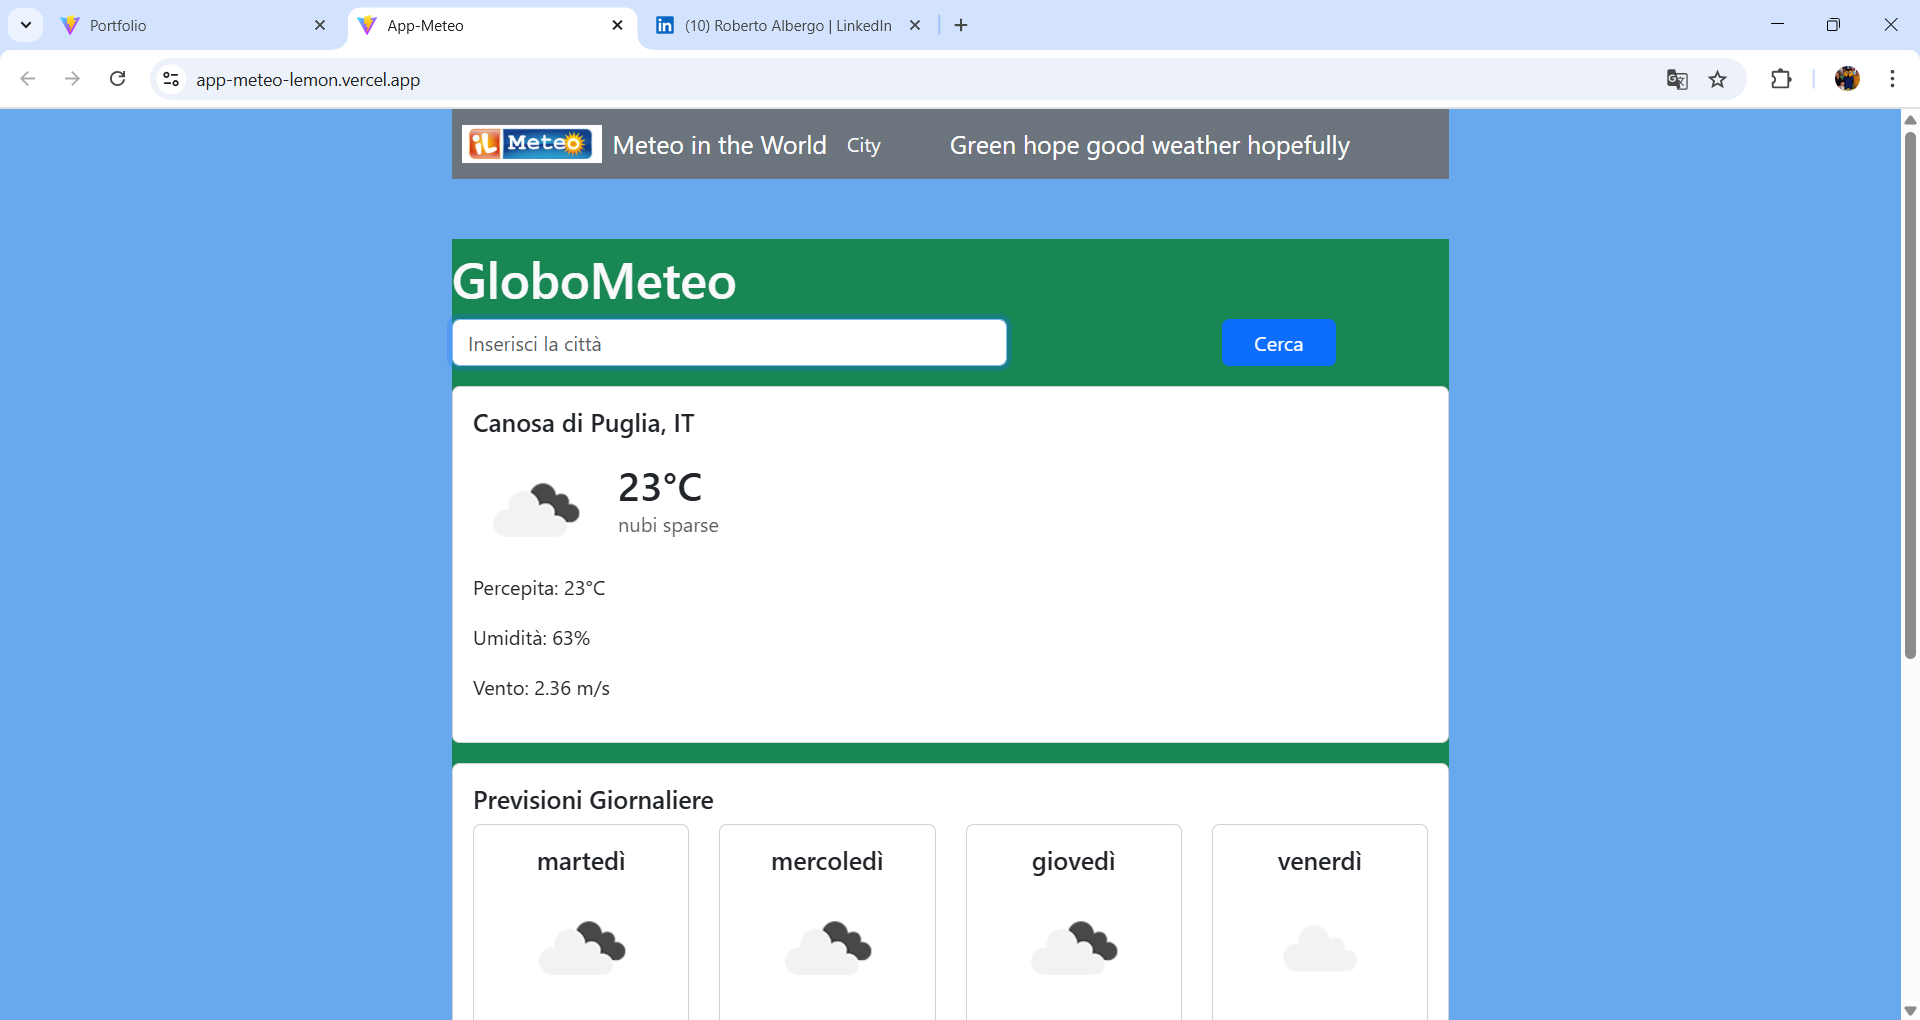 Portfolio
App-Meteo
in (10) Roberto Albergo | LinkedIn
app-meteo-lemon.vercel.app
iL Meteo Meteo in the World City Green hope good weather hopefully
GloboMeteo
Inserisci la città Cerca
Canosa di Puglia, IT
23°C
nubi sparse
Percepita: 23°C
Umidità: 63%
Vento: 2.36 m/s
Previsioni Giornaliere
martedì mercoledì giovedì venerdì